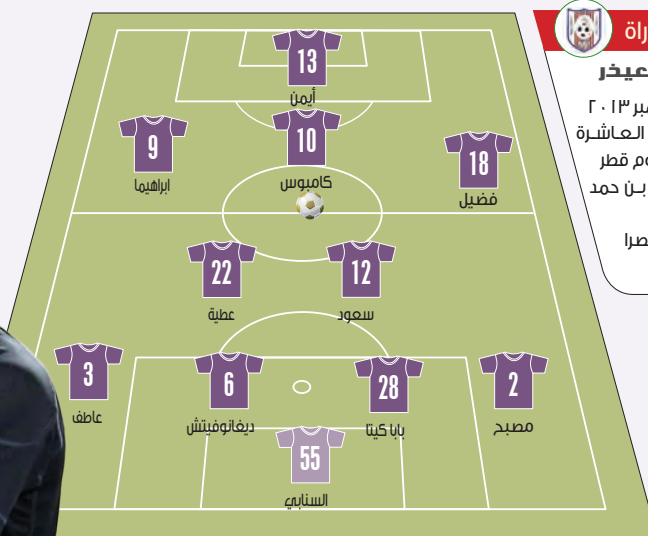 13
أيمن
10
كامبوس
9
ابراهيما
18
فضيل
22
عطية
12
سعود
3
عاطف
6
ديغانوفيتش
28
بابا كيتا
2
مصبح
55
السنابي
راة
عيذر
بر ٢٠١٣
العاشرة
وم قطر
بن حمد
صرا